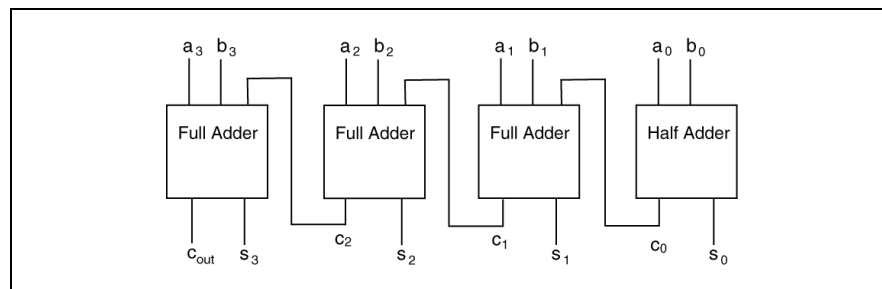 a3 b3 a2 b2 a1 b1 a0 b0
Full Adder Full Adder Full Adder Half Adder
c2 c1 c0
cout s3 s2 s1 s0